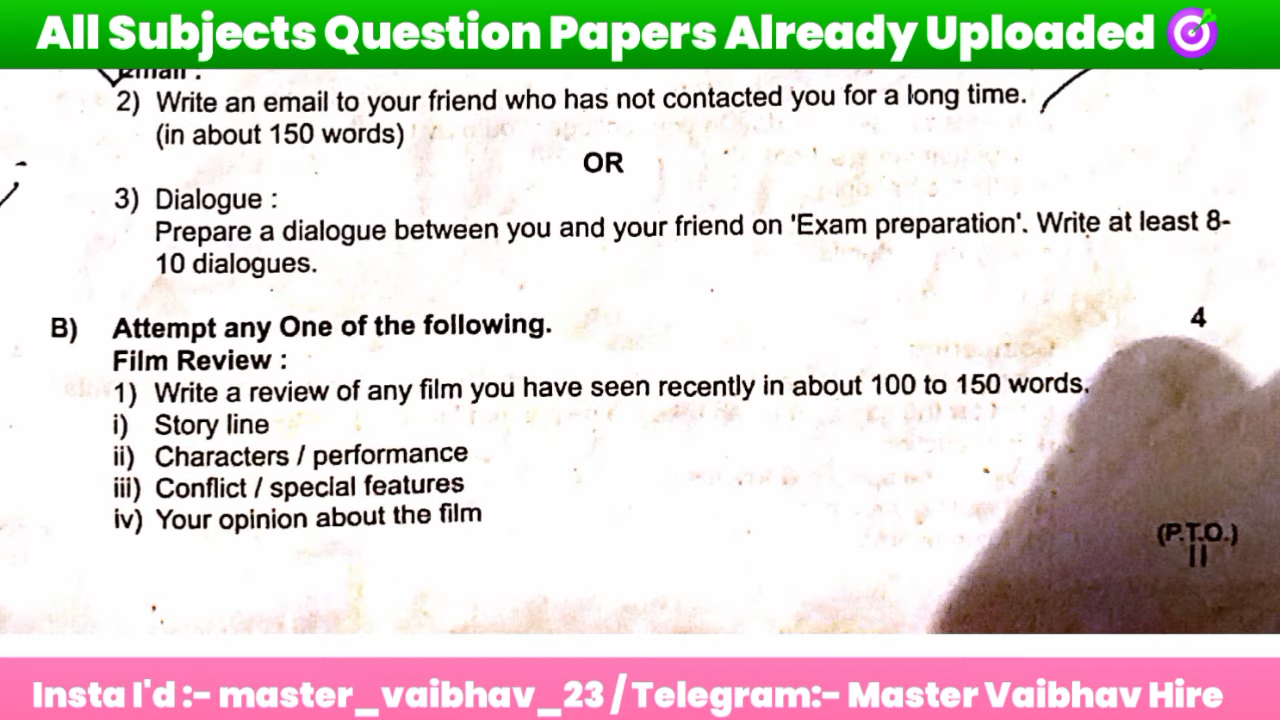 All Subjects Question Papers Already Uploaded
Email :
2) Write an email to your friend who has not contacted you for a long time.
(in about 150 words)
OR
3) Dialogue :
Prepare a dialogue between you and your friend on 'Exam preparation'. Write at least 8-
10 dialogues.
B) Attempt any One of the following. 4
Film Review :
1) Write a review of any film you have seen recently in about 100 to 150 words.
i) Story line
ii) Characters / performance
iii) Conflict / special features
iv) Your opinion about the film
(P.T.O.)
Insta I'd :- master_vaibhav_23 / Telegram:- Master Vaibhav Hire